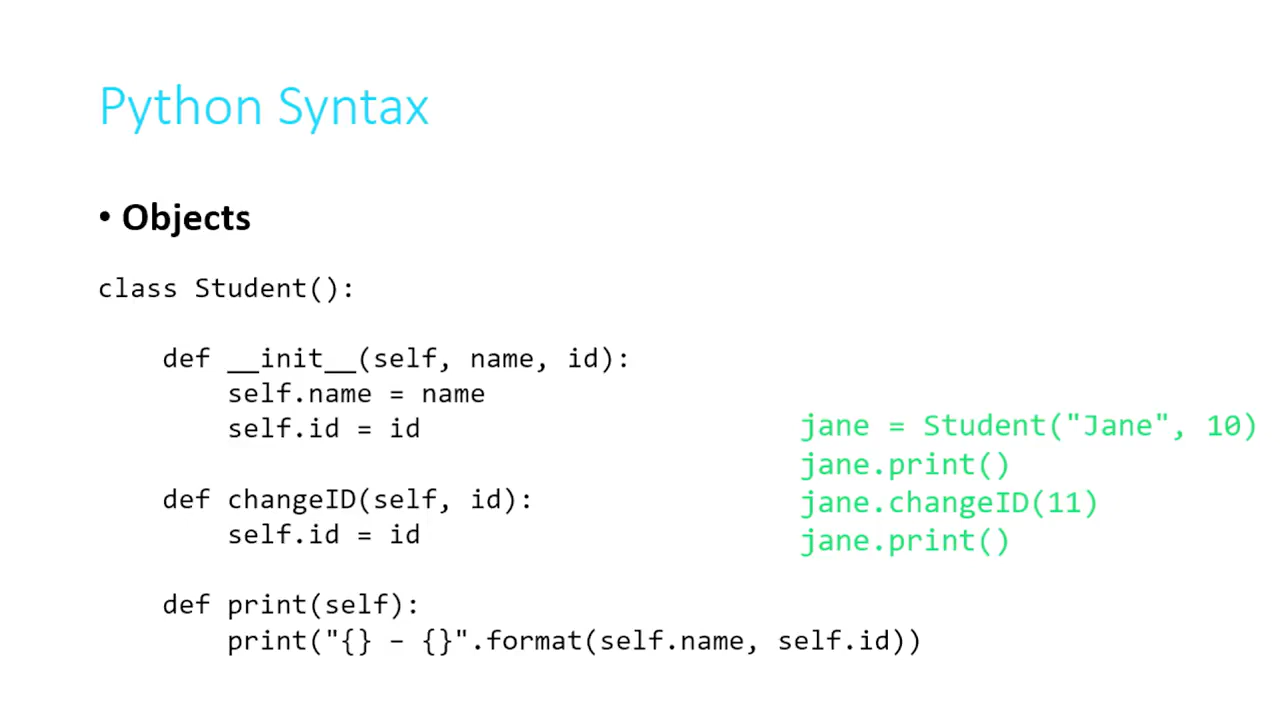 Python Syntax
• Objects
class Student():
def __init__(self, name, id):
self.name = name
self.id = id
def changeID(self, id):
self.id = id
def print(self):
print("{} – {}".format(self.name, self.id))
jane = Student("Jane", 10)
jane.print()
jane.changeID(11)
jane.print()